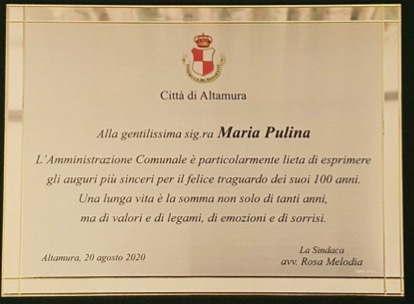 Città di Altamura
Alla gentilissima sig.ra Maria Pulina
L'Amministrazione Comunale è particolarmente lieta di esprimere
gli auguri più sinceri per il felice traguardo dei suoi 100 anni.
Una lunga vita è la somma non solo di tanti anni,
ma di valori e di legami, di emozioni e di sorrisi.
Altamura, 20 agosto 2020
La Sindaca
avv. Rosa Melodia